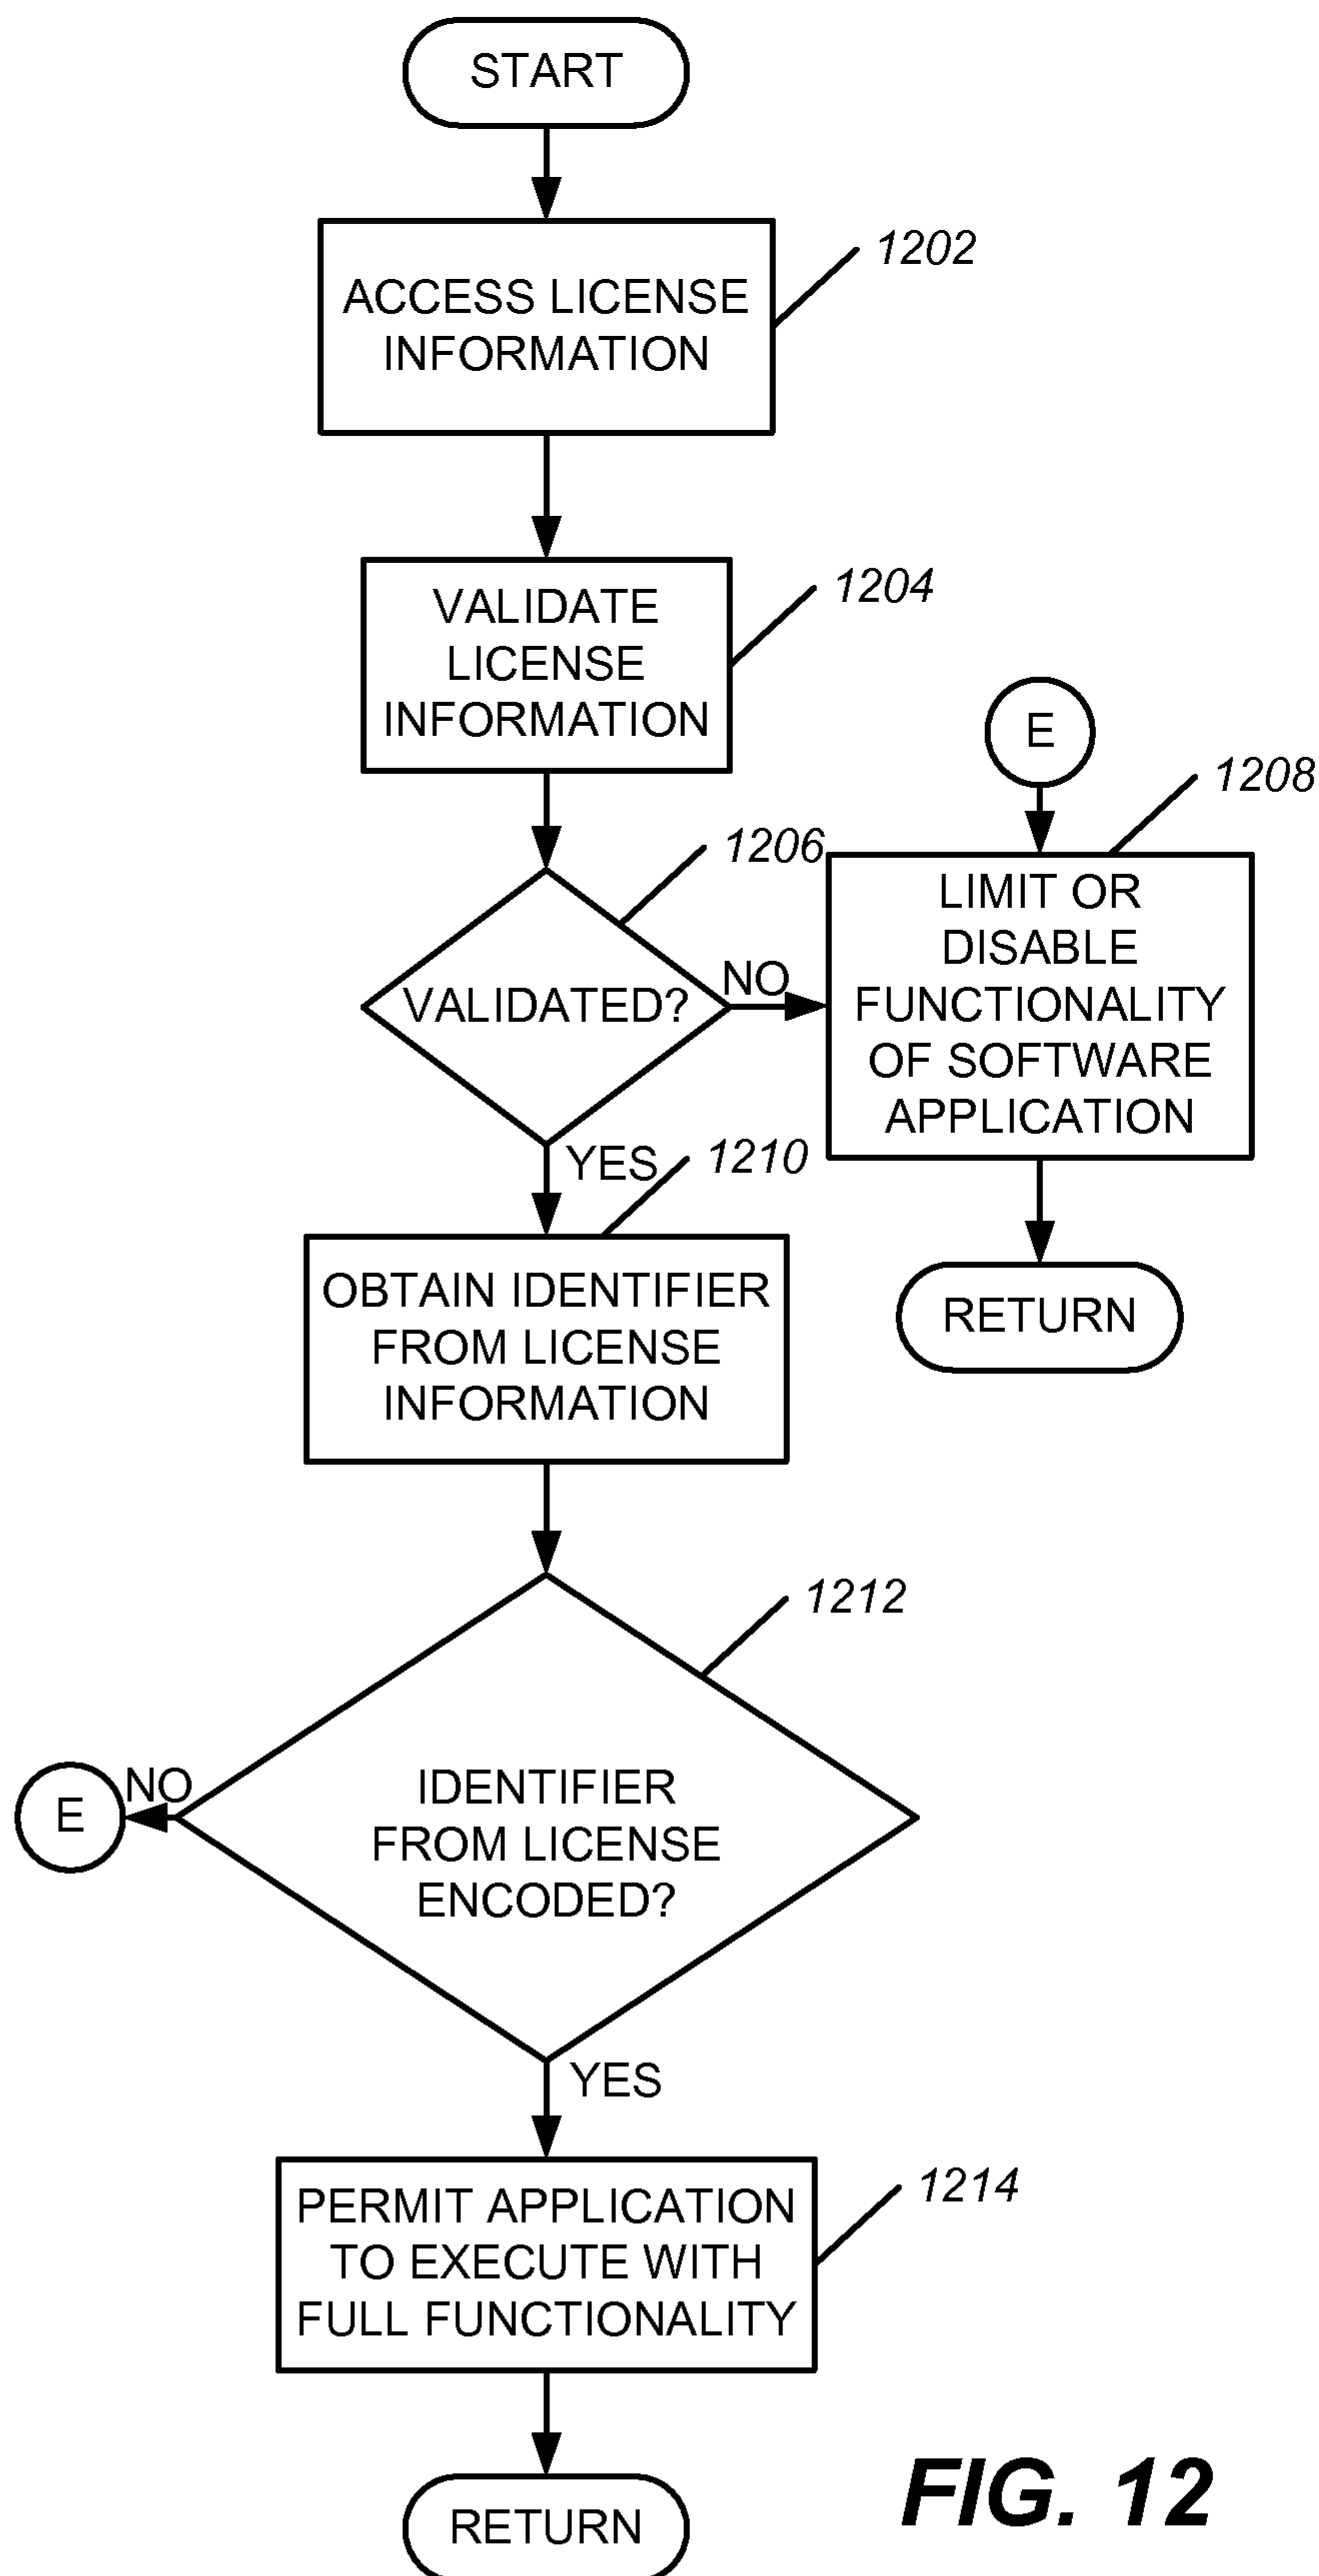 START
ACCESS LICENSE
INFORMATION
1202
VALIDATE
LICENSE
INFORMATION
1204
E
1208
1206
VALIDATED?
NO
LIMIT OR
DISABLE
FUNCTIONALITY
OF SOFTWARE
APPLICATION
YES
1210
OBTAIN IDENTIFIER
FROM LICENSE
INFORMATION
RETURN
1212
IDENTIFIER
FROM LICENSE
ENCODED?
NO
E
YES
PERMIT APPLICATION
TO EXECUTE WITH
FULL FUNCTIONALITY
1214
RETURN
FIG. 12